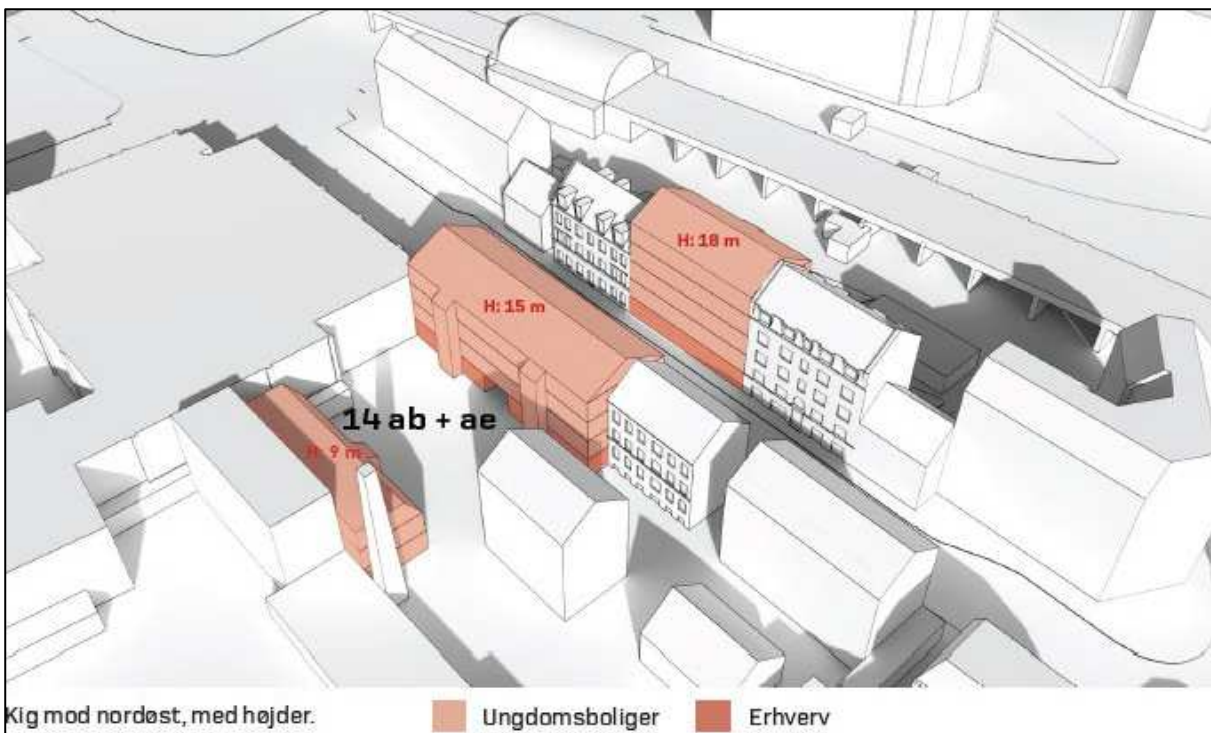 H: 18 m
H: 15 m
14 ab + ae
H: 9 m
Kig mod nordøst, med højder.
Ungdomsboliger
Erhverv